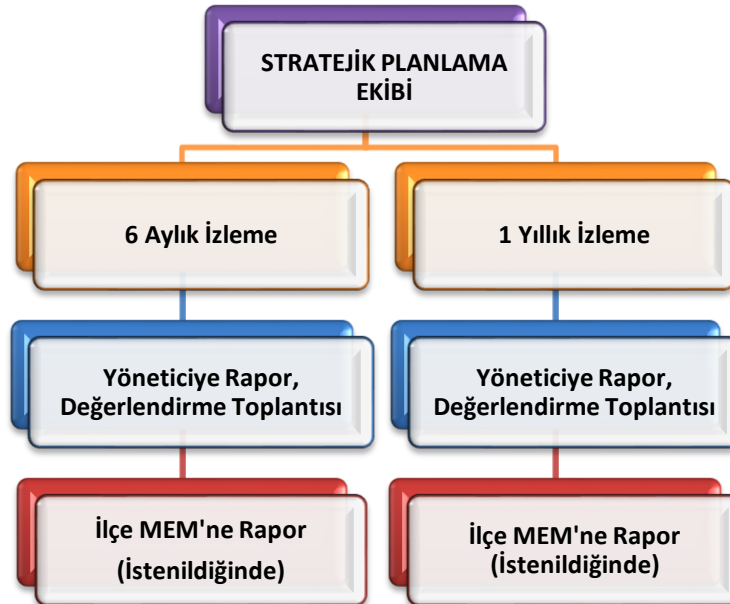 STRATEJİK PLANLAMA
EKİBİ
6 Aylık İzleme
1 Yıllık İzleme
Yöneticiye Rapor,
Değerlendirme Toplantısı
Yöneticiye Rapor,
Değerlendirme Toplantısı
İlçe MEM'ne Rapor
(İstenildiğinde)
İlçe MEM'ne Rapor
(İstenildiğinde)